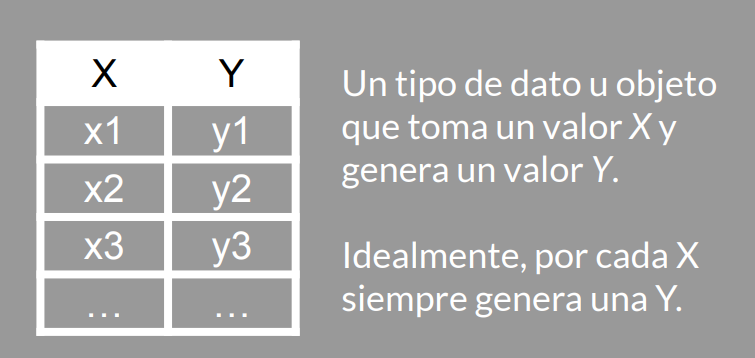 X Y
x1 y1
x2 y2
x3 y3
... ...
Un tipo de dato u objeto
que toma un valor X y
genera un valor Y.
Idealmente, por cada X
siempre genera una Y.